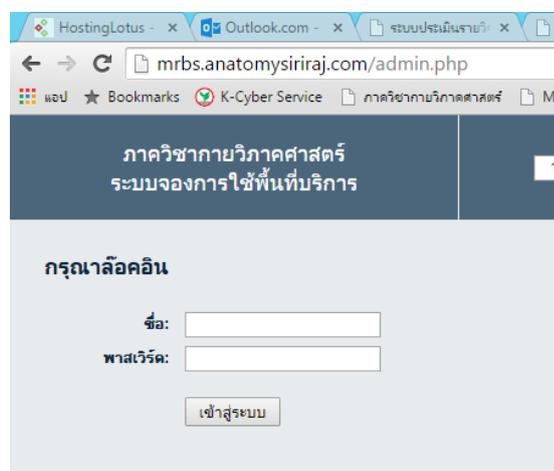 HostingLotus -
Outlook.com -
ระบบประเมินรายวิ
mrbs.anatomysiriraj.com/admin.php
แอป Bookmarks K-Cyber Service ภาควิชากายวิภาคศาสตร์ M
ภาควิชากายวิภาคศาสตร์
ระบบจองการใช้พื้นที่บริการ
กรุณาล๊อคอิน
ชื่อ:
พาสเวิร์ด:
เข้าสู่ระบบ